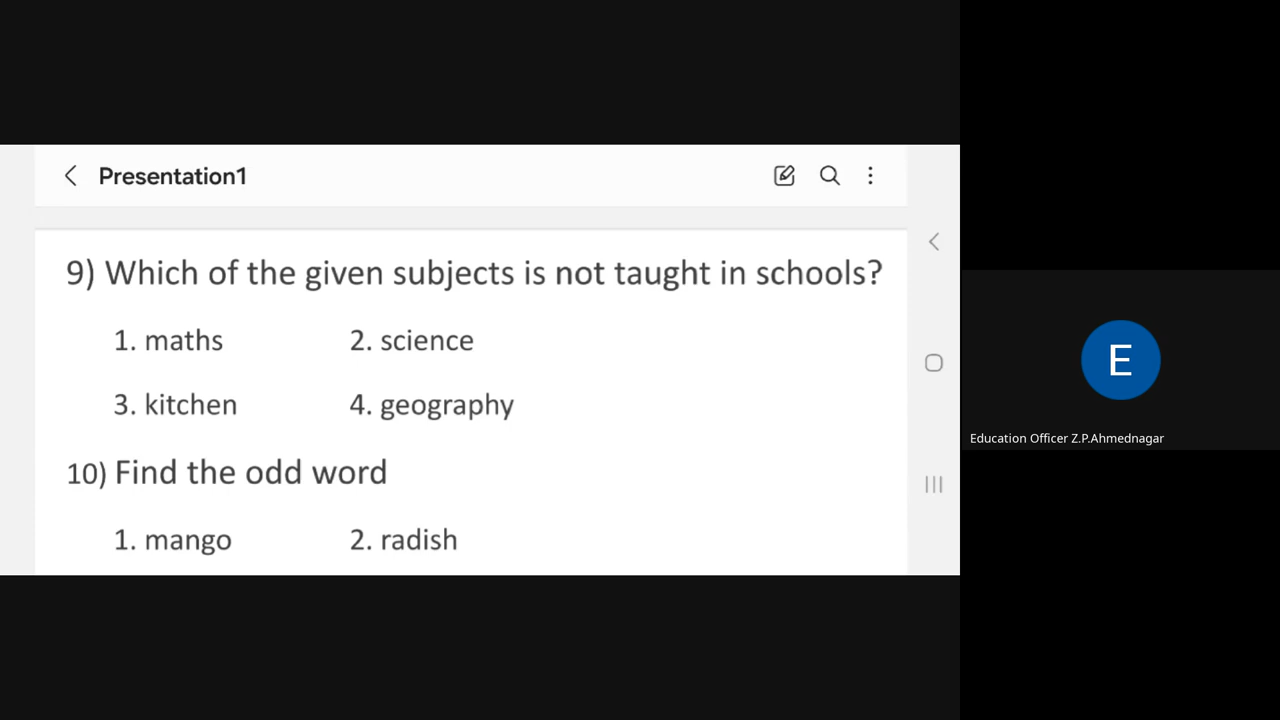 Presentation1
9) Which of the given subjects is not taught in schools?
1. maths 2. science
3. kitchen 4. geography
10) Find the odd word
1. mango 2. radish
E
Education Officer Z.P.Ahmednagar